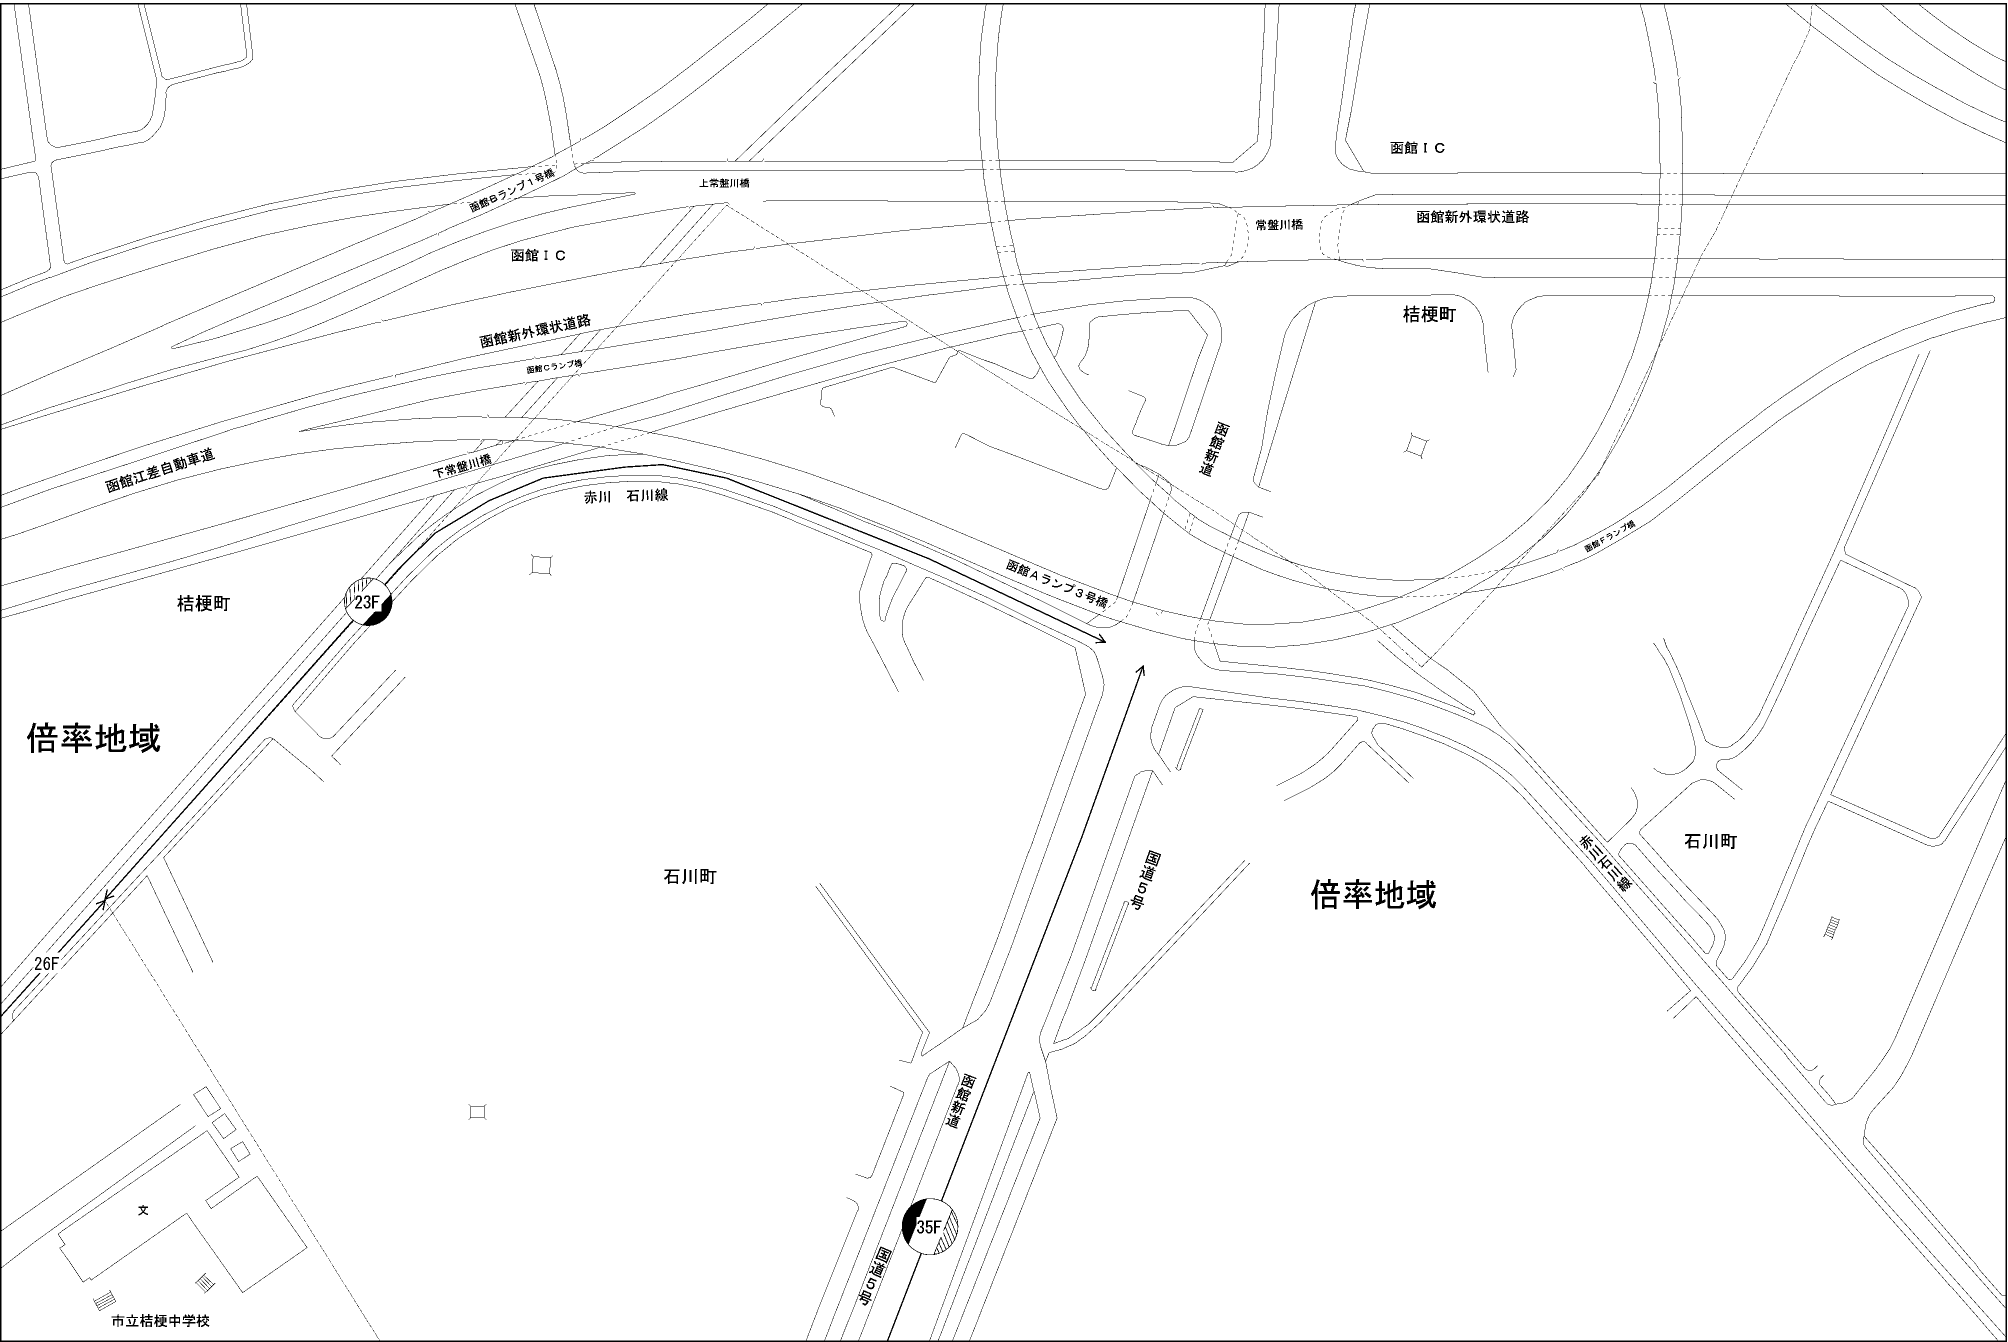 函館ＩＣ
函館Ｂランプ１号橋
上常盤川橋
函館新外環状道路
常盤川橋
函館ＩＣ
桔梗町
函館新外環状道路
函館Ｃランプ橋
函館新道
函館江差自動車道
下常盤川橋
赤川　石川線
函館Ｆランプ橋
函館Ａランプ３号橋
23F
桔梗町
倍率地域
石川町
赤川石川線
石川町
国道５号
倍率地域
26F
函館新道
文
35F
国道５号
市立桔梗中学校